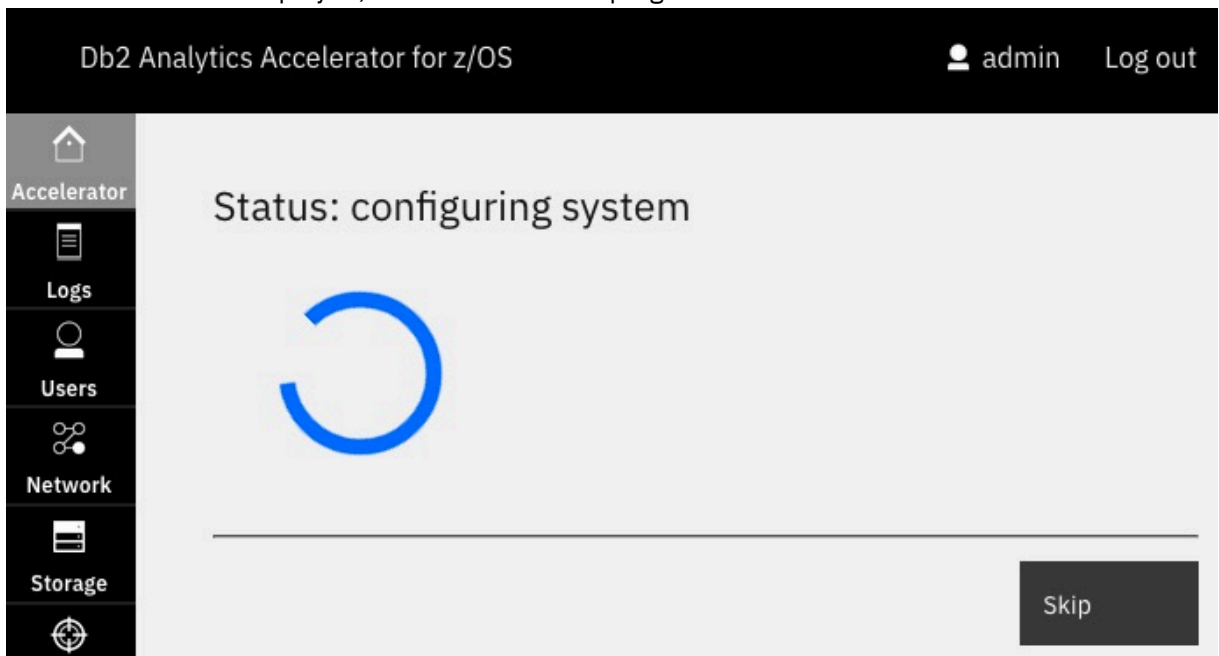 Db2 Analytics Accelerator for z/OS
admin
Log out
Accelerator
Logs
Users
Network
Storage
Status: configuring system
Skip